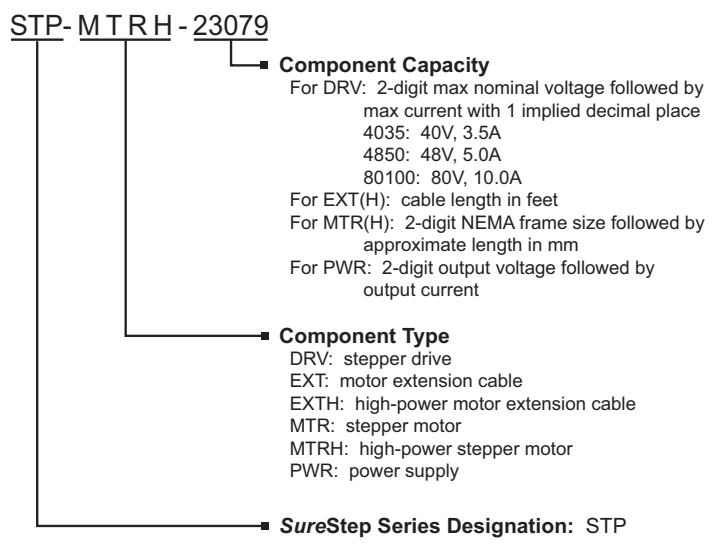 STP-MTRH-23079
Component Capacity
For DRV: 2-digit max nominal voltage followed by
max current with 1 implied decimal place
4035: 40V, 3.5A
4850: 48V, 5.0A
80100: 80V, 10.0A
For EXT(H): cable length in feet
For MTR(H): 2-digit NEMA frame size followed by
approximate length in mm
For PWR: 2-digit output voltage followed by
output current
Component Type
DRV: stepper drive
EXT: motor extension cable
EXTH: high-power motor extension cable
MTR: stepper motor
MTRH: high-power stepper motor
PWR: power supply
SureStep Series Designation: STP